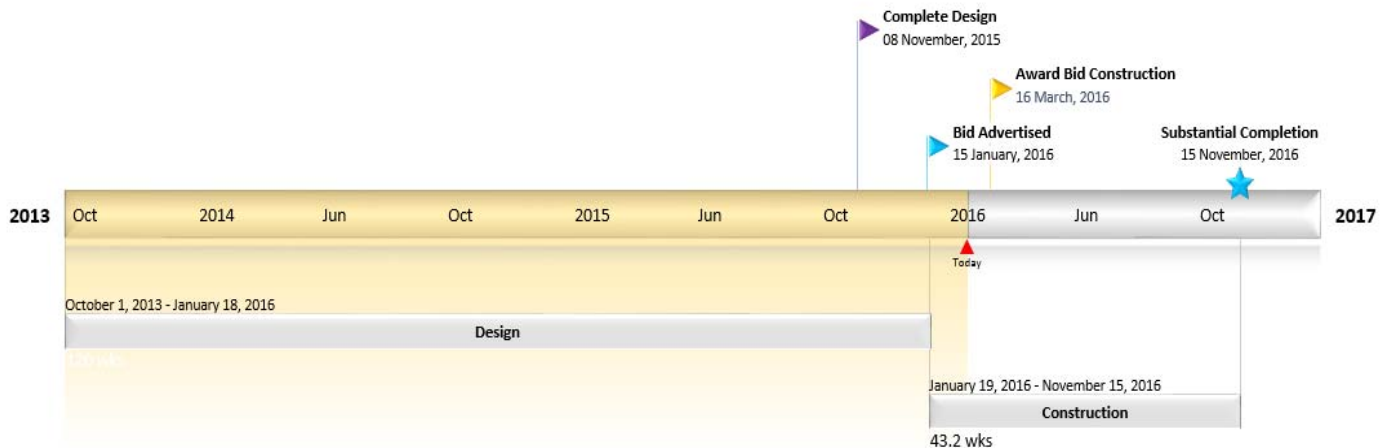 Complete Design
08 November, 2015
Award Bid Construction
16 March, 2016
Bid Advertised
15 January, 2016
Substantial Completion
15 November, 2016
2013 Oct 2014 Jun Oct 2015 Jun Oct 2016 Jun Oct 2017
Today
October 1, 2013 - January 18, 2016
Design
120 wks
January 19, 2016 - November 15, 2016
Construction
43.2 wks